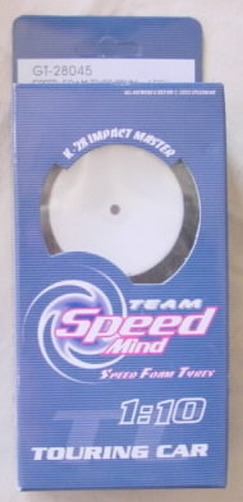 GT-28045
K-28 IMPACT MASTER
TEAM
Speed
Mind
SPEED FOAM TYRES
1:10
TOURING CAR